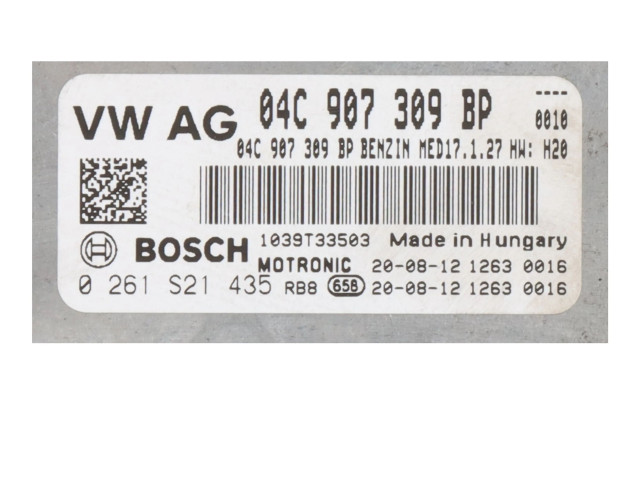 VW AG 04C 907 309 BP ----
0010
04C 907 309 BP BENZIN MED17.1.27 HW: H20
BOSCH 1039T33503 Made in Hungary
MOTRONIC 20-08-12 1263 0016
0 261 S21 435 RB8 658 20-08-12 1263 0016